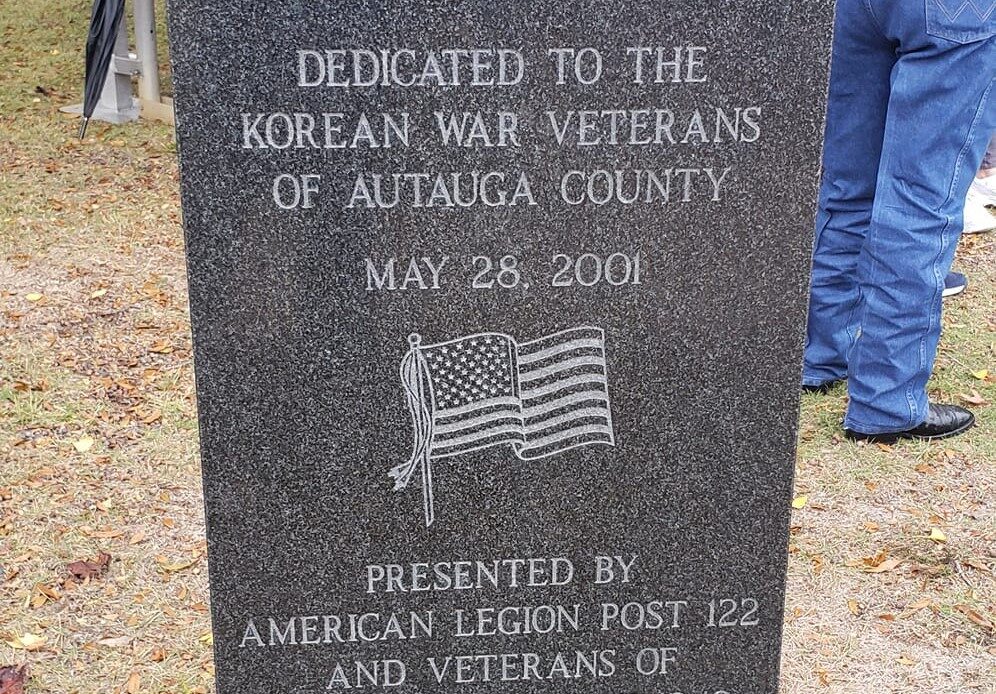 DEDICATED TO THE
KOREAN WAR VETERANS
OF AUTAUGA COUNTY
MAY 28, 2001
PRESENTED BY
AMERICAN LEGION POST 122
AND VETERANS OF